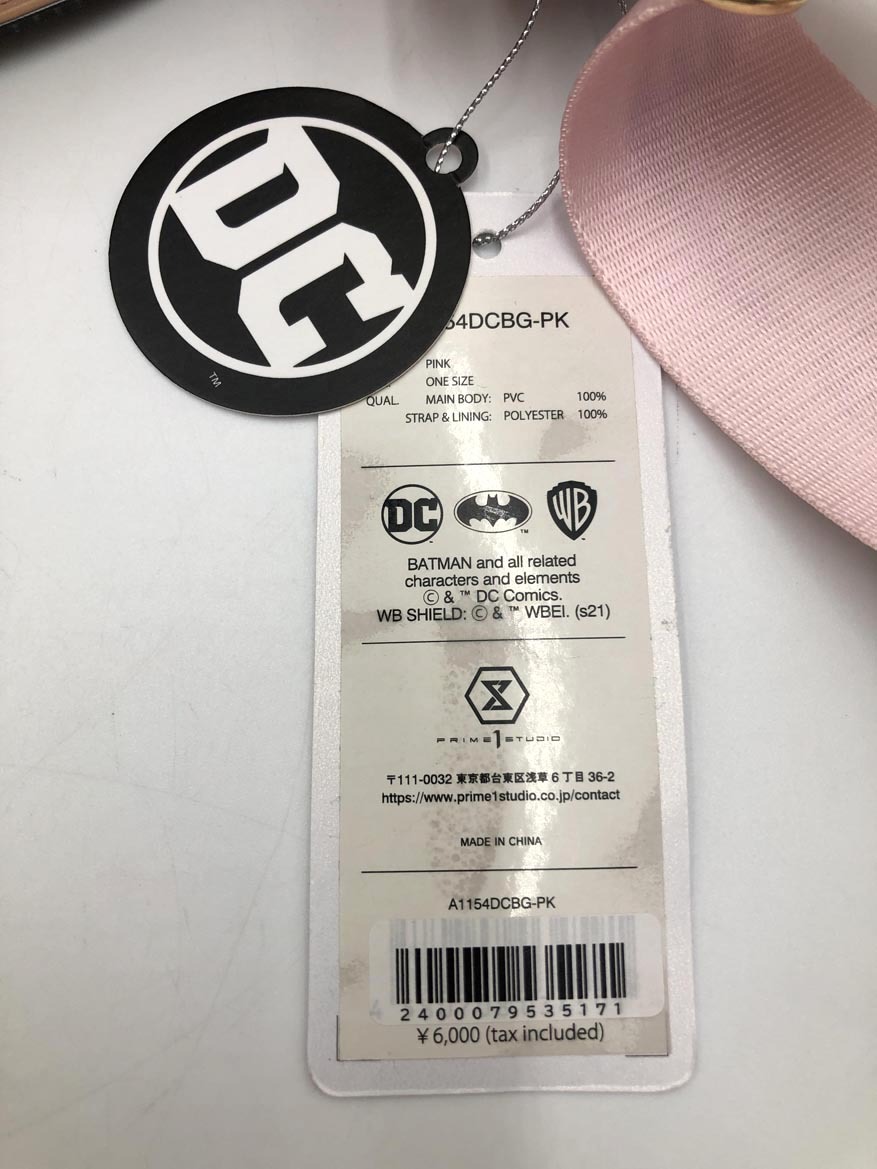 DC
TM
54DCBG-PK
PINK
ONE SIZE
QUAL. MAIN BODY: PVC 100%
STRAP & LINING: POLYESTER 100%
DC WB
TM
BATMAN and all related
characters and elements
© & ™ DC Comics.
WB SHIELD: © & ™ WBEI. (s21)
PRIME 1 STUDIO
〒111-0032 東京都台東区浅草 6 丁目 36-2
https://www.prime1studio.co.jp/contact
MADE IN CHINA
A1154DCBG-PK
2400079535171
¥6,000 (tax included)